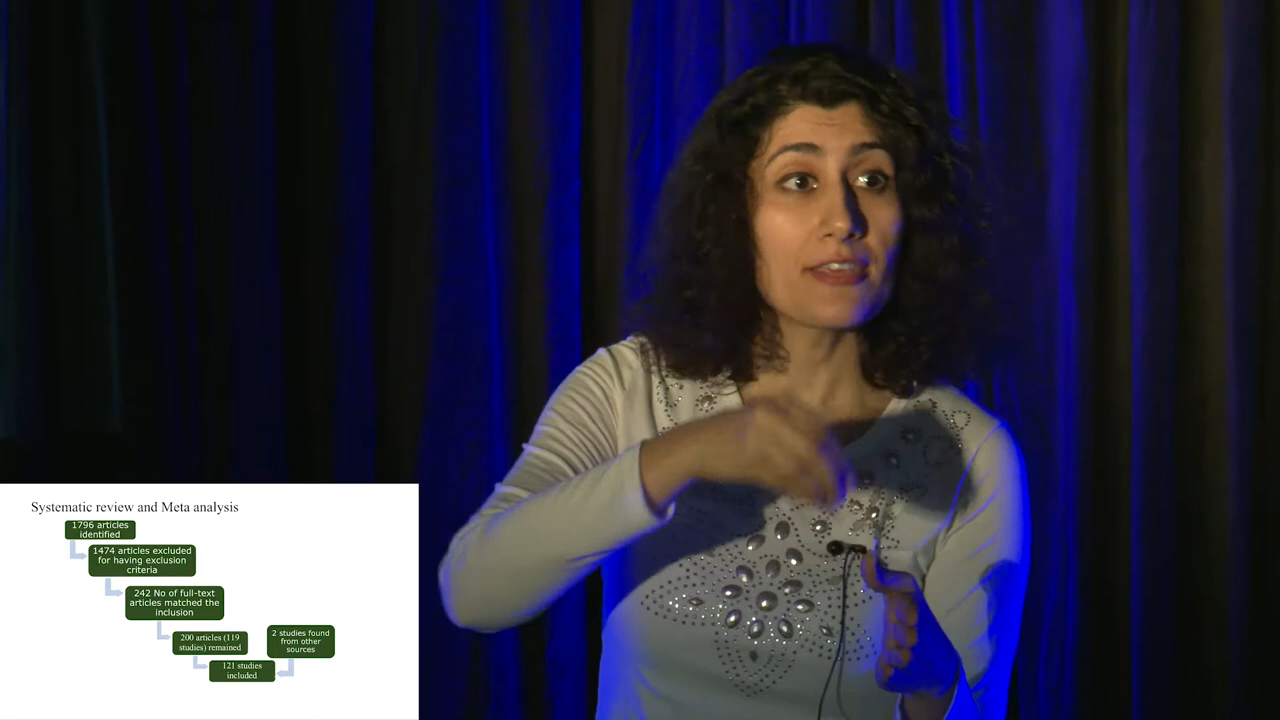 Systematic review and Meta analysis
1796 articles
identified
1474 articles excluded
for having exclusion
criteria
242 No of full-text
articles matched the
inclusion
200 articles (119
studies) remained
2 studies found
from other
sources
121 studies
included